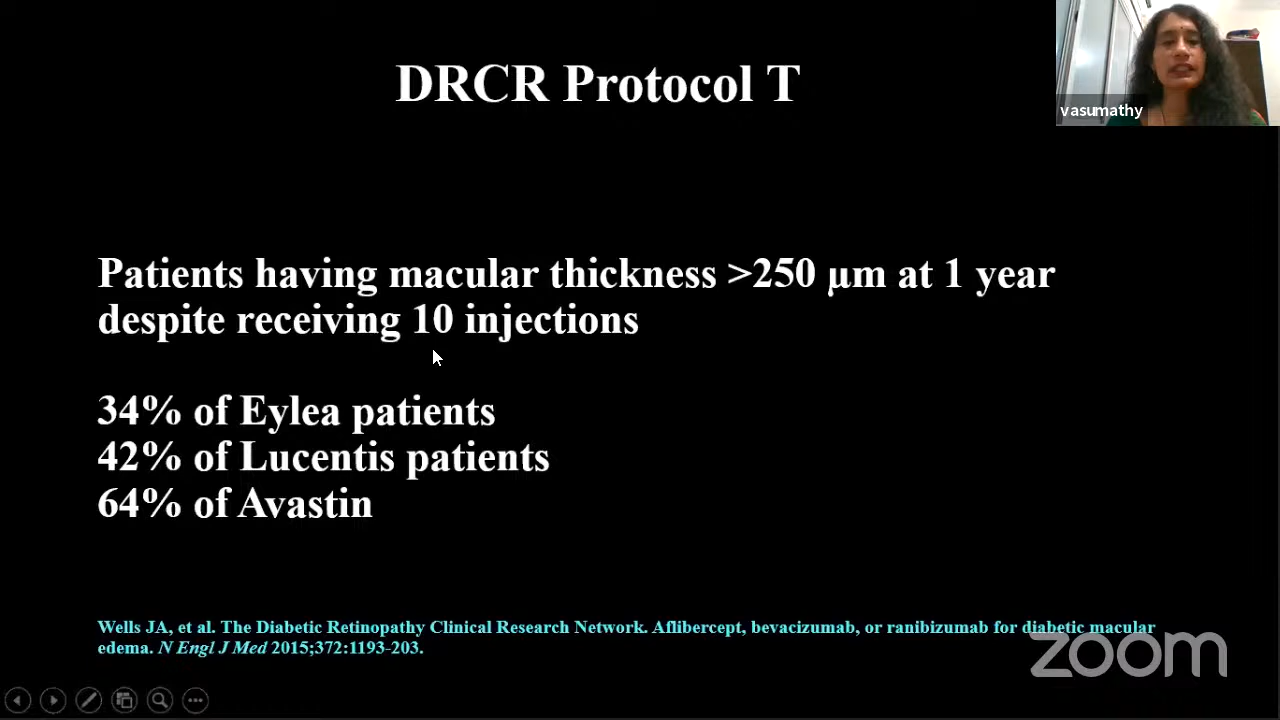 DRCR Protocol T
vasumathy
Patients having macular thickness >250 μm at 1 year
despite receiving 10 injections
34% of Eylea patients
42% of Lucentis patients
64% of Avastin
Wells JA, et al. The Diabetic Retinopathy Clinical Research Network. Aflibercept, bevacizumab, or ranibizumab for diabetic macular
edema. N Engl J Med 2015;372:1193-203.
zoom